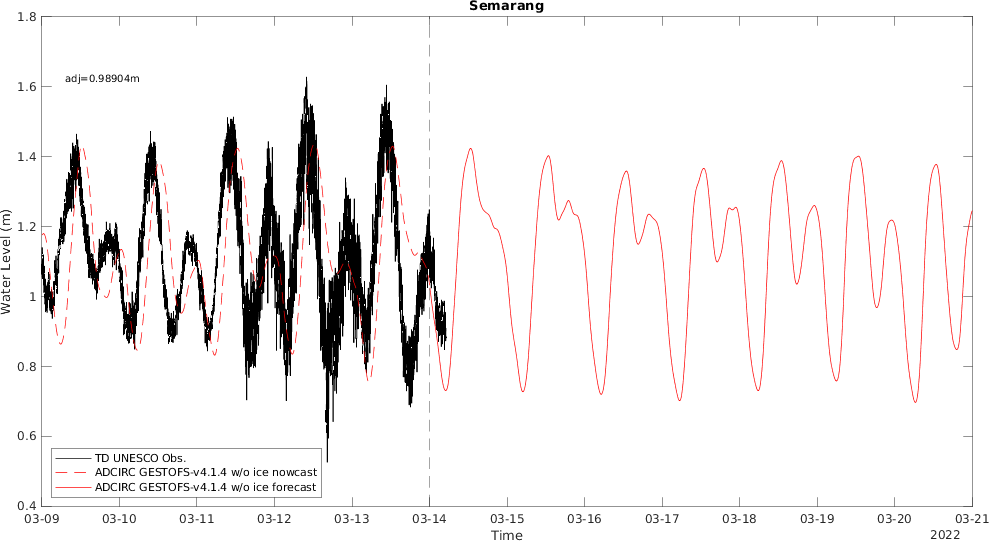 Semarang
1.8
1.6
1.4
1.2
1
0.8
0.6
0.4
Water Level (m)
adj=0.98904m
TD UNESCO Obs.
ADCIRC GESTOFS-v4.1.4 w/o ice nowcast
ADCIRC GESTOFS-v4.1.4 w/o ice forecast
03-09 03-10 03-11 03-12 03-13 03-14 03-15 03-16 03-17 03-18 03-19 03-20 03-21
Time
2022